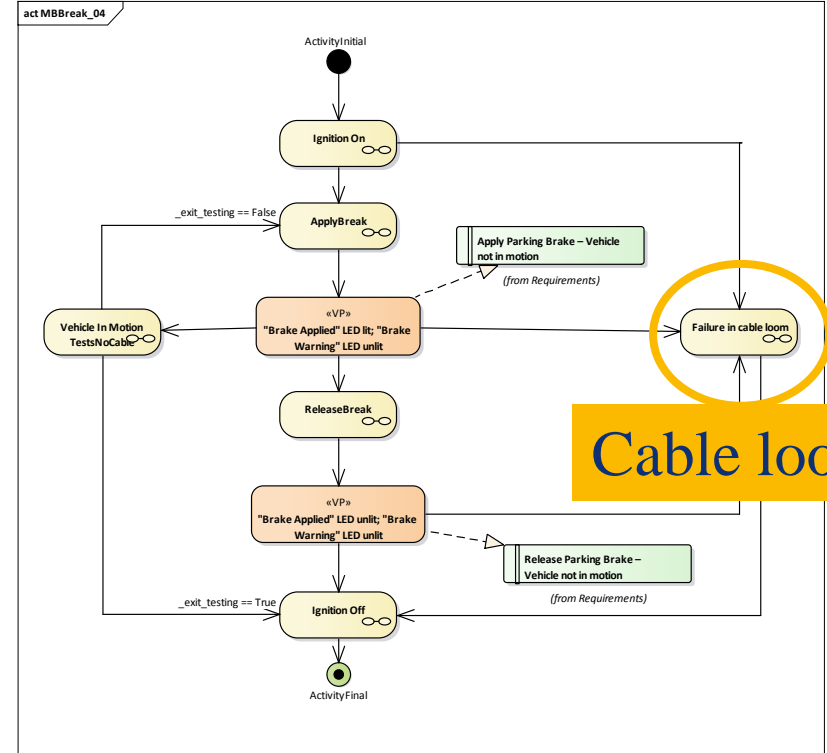 act MBBreak_04
ActivityInitial
Ignition On
_exit_testing == False
ApplyBreak
Apply Parking Brake – Vehicle
not in motion
(from Requirements)
«VP»
"Brake Applied" LED lit; "Brake
Warning" LED unlit
Vehicle In Motion
TestsNoCable
Failure in cable loom
ReleaseBreak
Cable loo
«VP»
"Brake Applied" LED unlit; "Brake
Warning" LED unlit
Release Parking Brake –
Vehicle not in motion
(from Requirements)
_exit_testing == True
Ignition Off
ActivityFinal